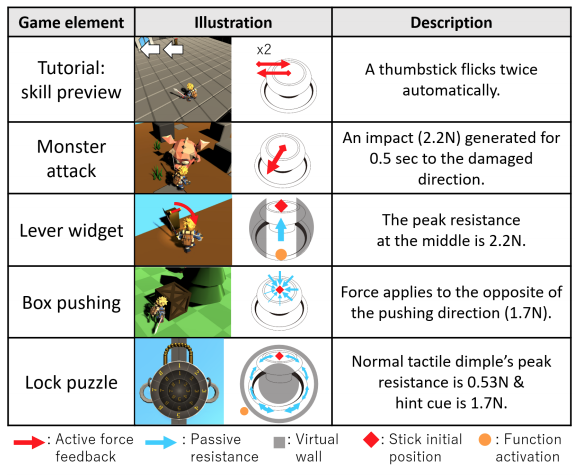 Game element Illustration Description
Tutorial:
skill preview
x2
A thumbstick flicks twice
automatically.
Monster
attack
An impact (2.2N) generated for
0.5 sec to the damaged
direction.
Lever widget
The peak resistance
at the middle is 2.2N.
Box pushing
Force applies to the opposite of
the pushing direction (1.7N).
Lock puzzle
Normal tactile dimple's peak
resistance is 0.53N &
hint cue is 1.7N.
: Active force
feedback
: Passive
resistance
: Virtual
wall
: Stick initial
position
: Function
activation